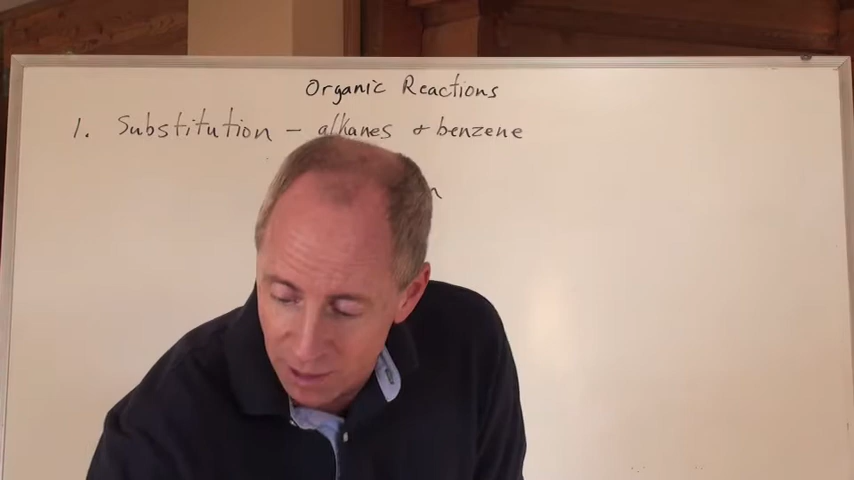 Organic Reactions
1. Substitution - alkanes & benzene